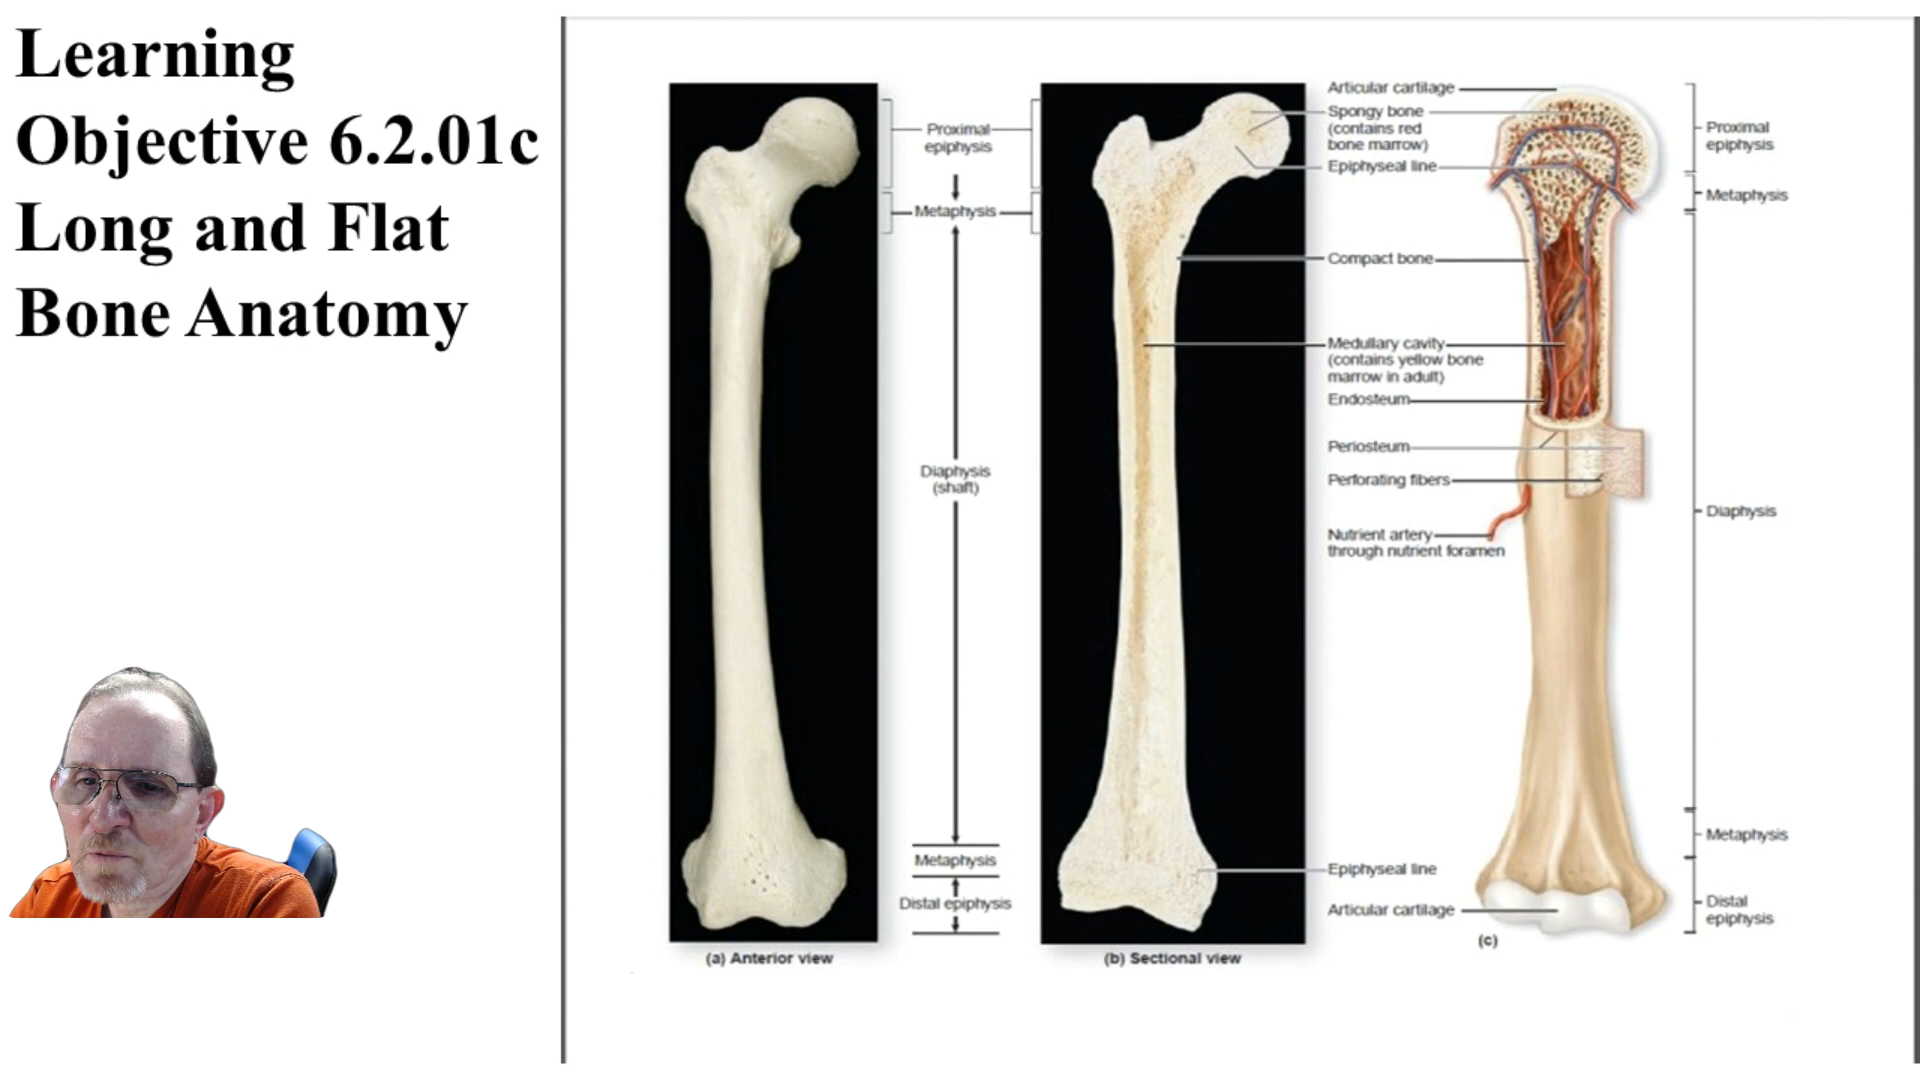 Learning
Objective 6.2.01c
Long and Flat
Bone Anatomy
Proximal
epiphysis
Metaphysis
Diaphysis
(shaft)
Metaphysis
Distal epiphysis
(a) Anterior view
(b) Sectional view
Articular cartilage
Spongy bone
(contains red
bone marrow)
Epiphyseal line
Compact bone
Medullary cavity
(contains yellow bone
marrow in adult)
Endosteum
Periosteum
Perforating fibers
Nutrient artery
through nutrient foramen
Epiphyseal line
Articular cartilage
(c)
Proximal
epiphysis
Metaphysis
Diaphysis
Metaphysis
Distal
epiphysis